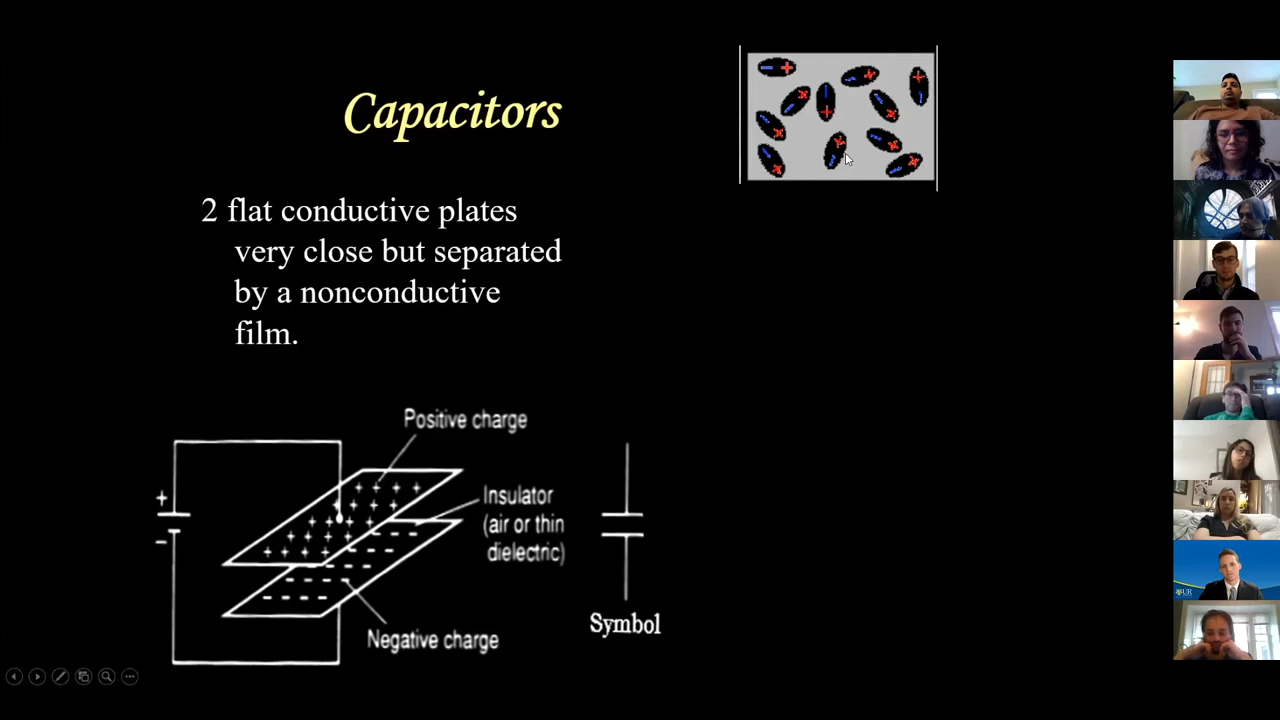 Capacitors
2 flat conductive plates
very close but separated
by a nonconductive
film.
Positive charge
+
-
Insulator
(air or thin
dielectric)
Negative charge
Symbol
UR